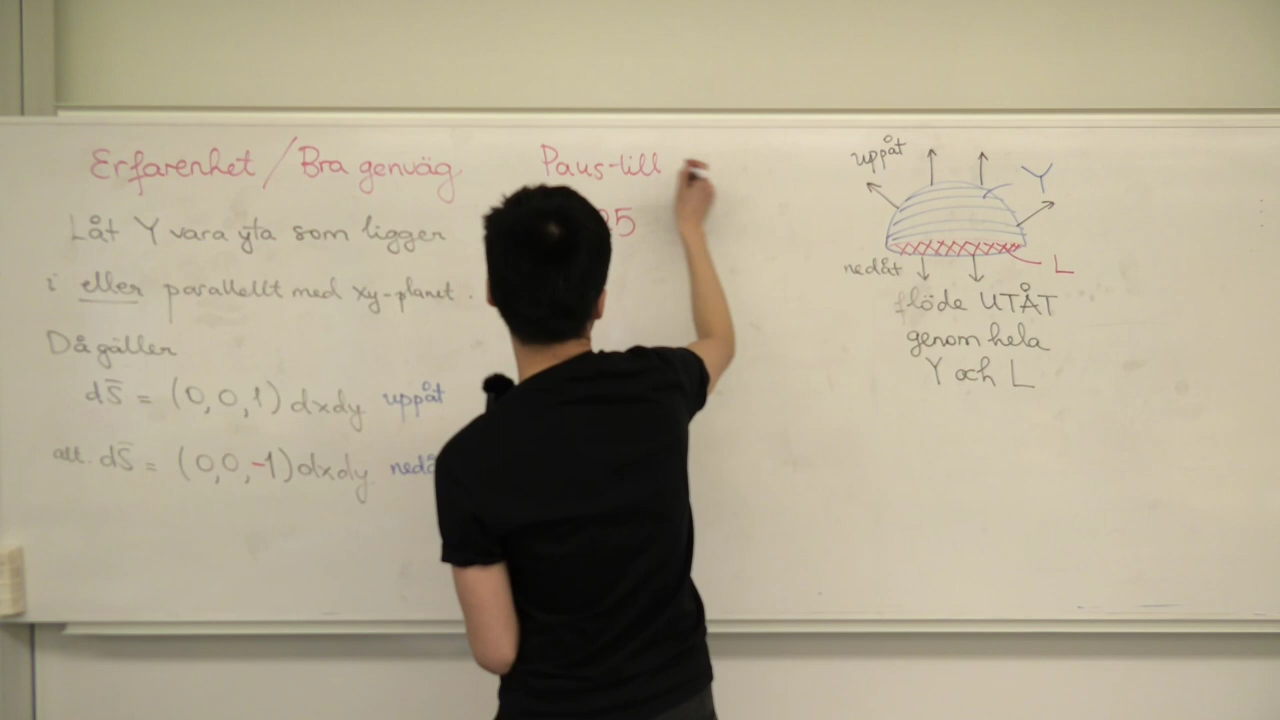 Erfarenhet / Bra genväg
Låt Y vara yta som ligger
i eller parallellt med xy-planet.
Då gäller
dS̄ = (0,0,1) dxdy uppåt
alt. dS̄ = (0,0,-1) dxdy
Paus-till
uppåt
Y
nedåt
L
flöde UTÅT
genom hela
Y och L